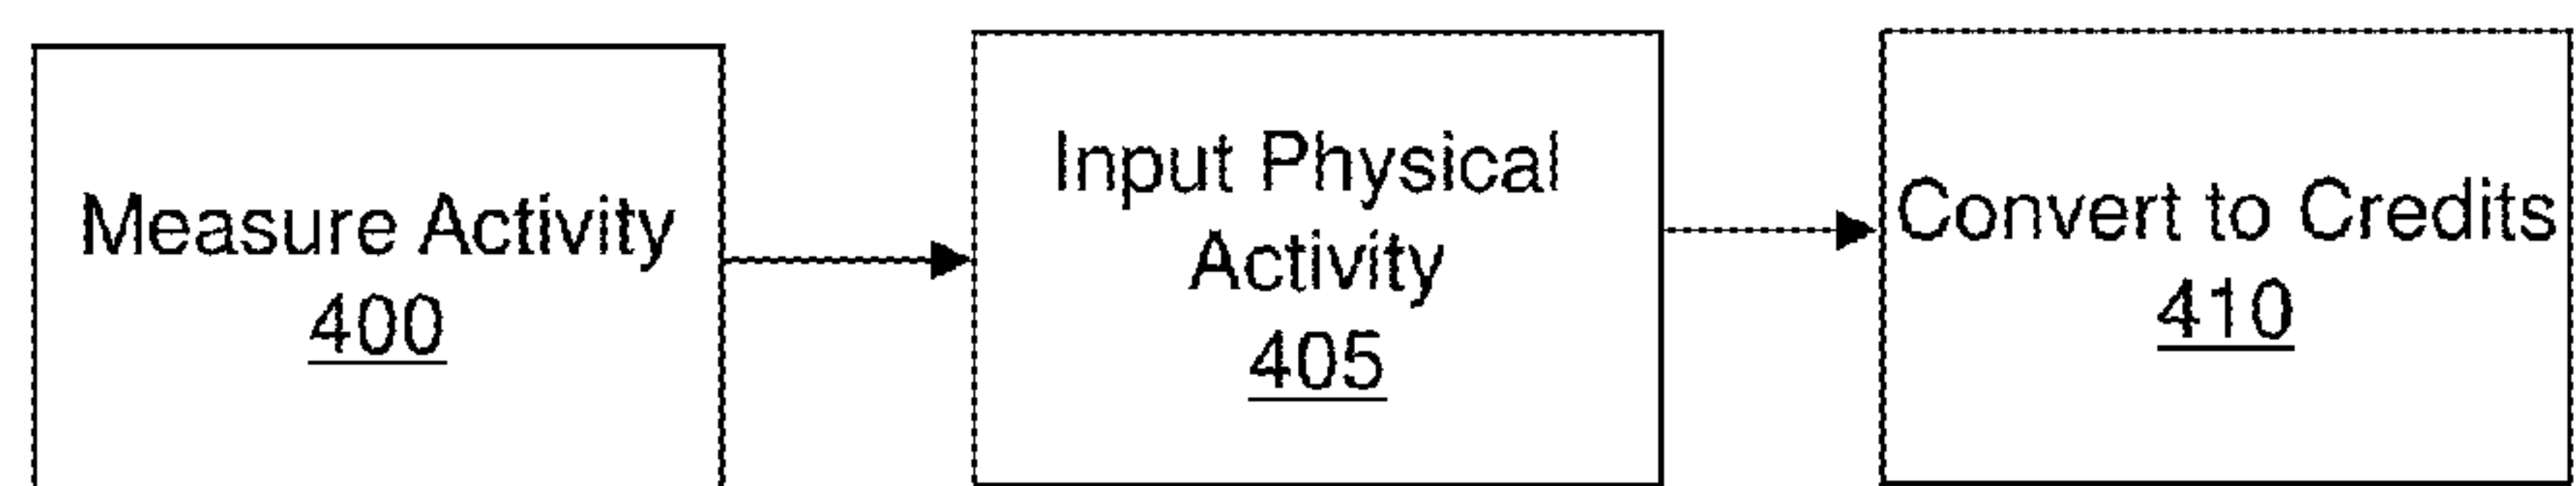 Measure Activity
400
Input Physical
Activity
405
Convert to Credits
410